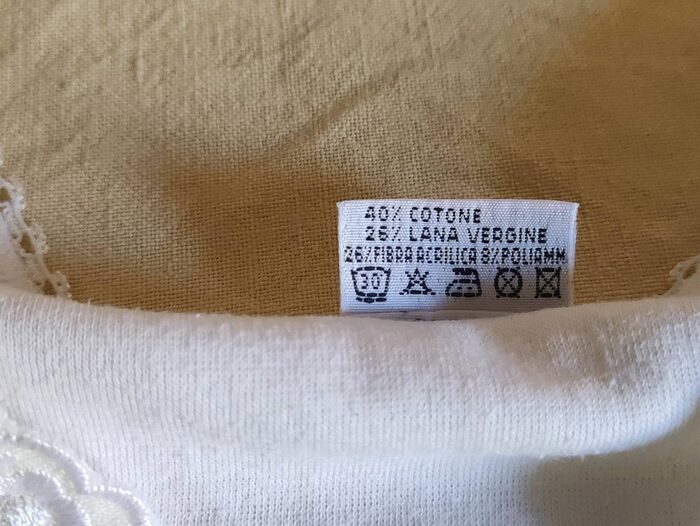 40% COTONE
26% LANA VERGINE
26%FIBRA ACRILICA 8%POLIAMM
30